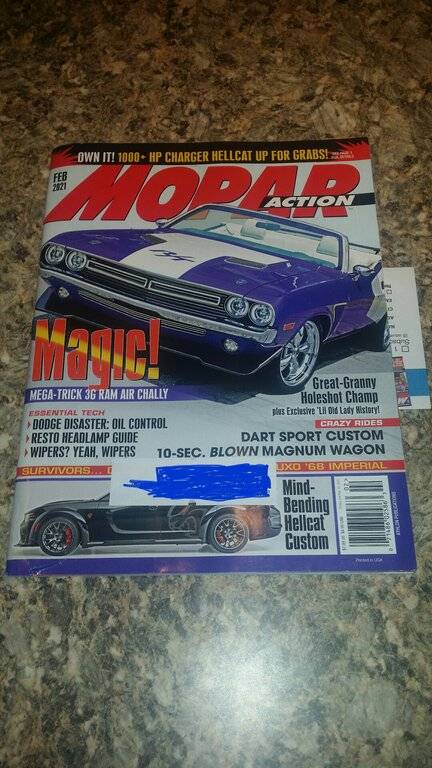 OWN IT! 1000+ HP CHARGER HELLCAT UP FOR GRABS!
FEB
2021
MOPAR
ACTION
R/T
Magic!
MEGA-TRICK 3G RAM AIR CHALLY
Great-Granny
Holeshot Champ
plus Exclusive 'Lil Old Lady History!
ESSENTIAL TECH
DODGE DISASTER: OIL CONTROL
RESTO HEADLAMP GUIDE
WIPERS? YEAH, WIPERS
CRAZY RIDES
DART SPORT CUSTOM
10-SEC. BLOWN MAGNUM WAGON
SURVIVORS...
UXO '68 IMPERIAL
Mind-
Bending
Hellcat
Custom
ATHLON PUBLICATIONS
Printed in USA